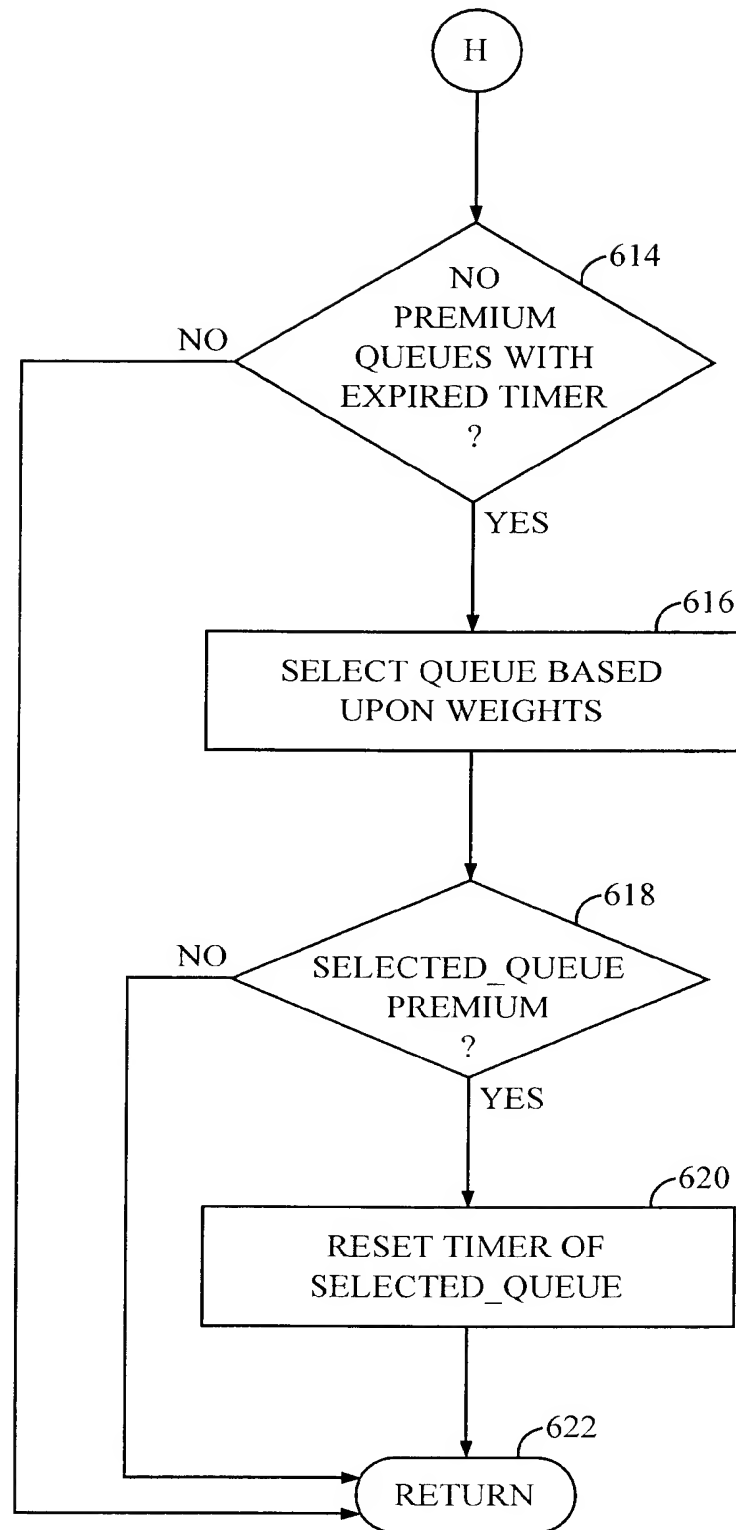 H
614
NO
PREMIUM
QUEUES WITH
EXPIRED TIMER
?
NO
YES
616
SELECT QUEUE BASED
UPON WEIGHTS
618
NO
SELECTED_QUEUE
PREMIUM
?
YES
620
RESET TIMER OF
SELECTED_QUEUE
622
RETURN